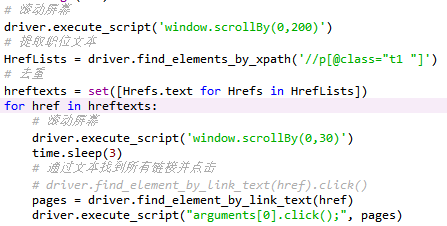 # 滚动屏幕
driver.execute_script('window.scrollBy(0,200)')
# 提取职位文本
HrefLists = driver.find_elements_by_xpath('//p[@class="t1 "]')
# 去重
hreftexts = set([Hrefs.text for Hrefs in HrefLists])
for href in hreftexts:
    # 滚动屏幕
    driver.execute_script('window.scrollBy(0,30)')
    time.sleep(3)
    # 通过文本找到所有链接并点击
    # driver.find_element_by_link_text(href).click()
    pages = driver.find_element_by_link_text(href)
    driver.execute_script("arguments[0].click();", pages)